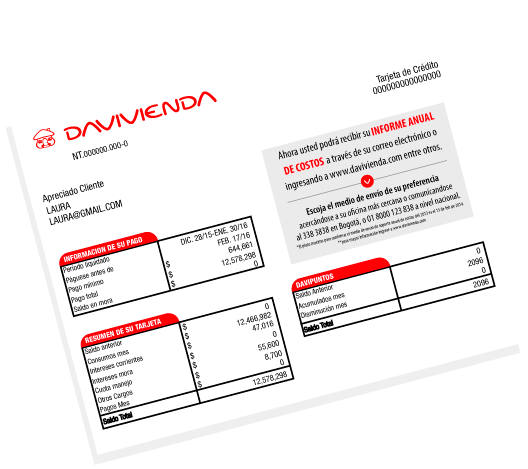 DAVIVIENDA
NT.000000.000-0
Tarjeta de Crédito
000000000000000
Apreciado Cliente
LAURA
LAURA@GMAIL.COM
Ahora usted podrá recibir su INFORME ANUAL
DE COSTOS a través de su correo electrónico o
ingresando a www.davivienda.com entre otros.
Escoja el medio de envío de su preferencia
acercándose a su oficina más cercana o comunicandose
al 338 3838 en Bogotá, o 01 8000 123 838 a nivel nacional.
INFORMACION DE SU PAGO
Periodo liquidado DIC. 28/15-ENE. 30/16
Páguese antes de FEB. 17/16
Pago mínimo $ 644,661
Pago total $ 12,578,298
Saldo en mora $ 0
RESUMEN DE SU TARJETA
Saldo anterior $ 0
Consumos mes $ 12,466,982
Intereses corrientes $ 47,016
Intereses mora $ 0
Cuota manejo $ 55,600
Otros Cargos $ 8,700
Pagos Mes $ 0
Saldo Total 12,578,298
DAVIPUNTOS
Saldo Anterior 0
Acumulados mes 2096
Disminución mes 0
Saldo Total 2096